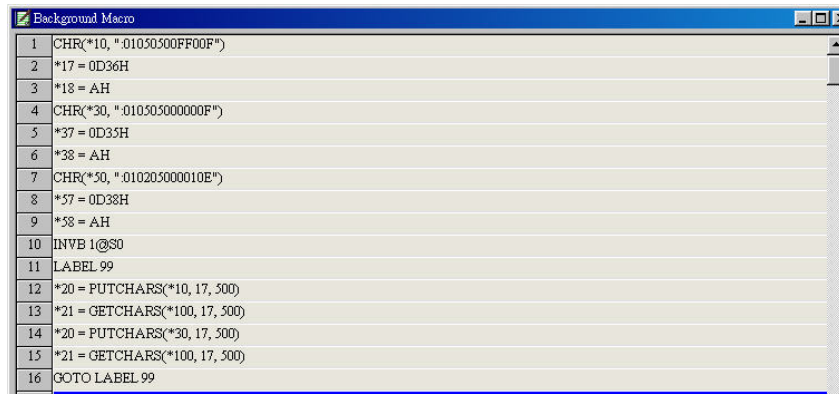 Background Macro
1 CHR(*10, ":01050500FF00F")
2 *17 = 0D36H
3 *18 = AH
4 CHR(*30, ":010505000000F")
5 *37 = 0D35H
6 *38 = AH
7 CHR(*50, ":010205000010E")
8 *57 = 0D38H
9 *58 = AH
10 INVB 1@S0
11 LABEL 99
12 *20 = PUTCHARS(*10, 17, 500)
13 *21 = GETCHARS(*100, 17, 500)
14 *20 = PUTCHARS(*30, 17, 500)
15 *21 = GETCHARS(*100, 17, 500)
16 GOTO LABEL 99